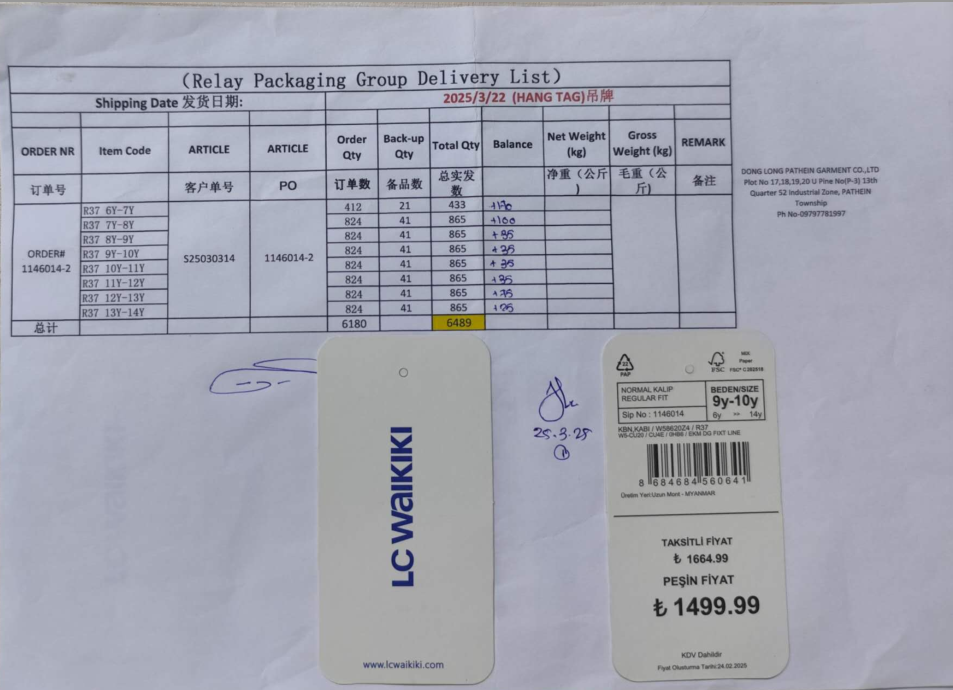 (Relay Packaging Group Delivery List)
Shipping Date 发货日期: 2025/3/22 (HANG TAG)吊牌
ORDER NR Item Code ARTICLE ARTICLE Order Qty Back-up Qty Total Qty Balance Net Weight (kg) Gross Weight (kg) REMARK
订单号 客户单号 PO 订单数 备品数 总实发数 净重（公斤） 毛重（公斤） 备注
R37 6Y-7Y 412 21 433 +170
R37 7Y-8Y 824 41 865 +100
R37 8Y-9Y 824 41 865
R37 9Y-10Y 824 41 865
R37 10Y-11Y 824 41 865
R37 11Y-12Y 824 41 865
R37 12Y-13Y 824 41 865
R37 13Y-14Y 824 41 865
ORDER# 1146014-2 S25030314 1146014-2
总计 6180 6489
DONG LONG PATHEIN GARMENT CO.,LTD
Plot No 17,18,19,20 U Pine No(P-3) 13th
Quarter S2 Industrial Zone, PATHEIN
Township
Ph No-09797781997
25-3-25
LC WAIKIKI
www.lcwaikiki.com
22
PAP
FSC
MIX
Paper
NORMAL KALIP
REGULAR FIT
BEDEN/SIZE
9y-10y
Sip No : 1146014
6y 14y
KBN,KABI / W58620Z4 / R37
8 684684 560641
Üretim Yeri:Uzun Mont - MYANMAR
TAKSİTLİ FİYAT
₺ 1664.99
PEŞİN FİYAT
₺ 1499.99
KDV Dahildir
Fiyat Oluşturma Tarihi:24.02.2025